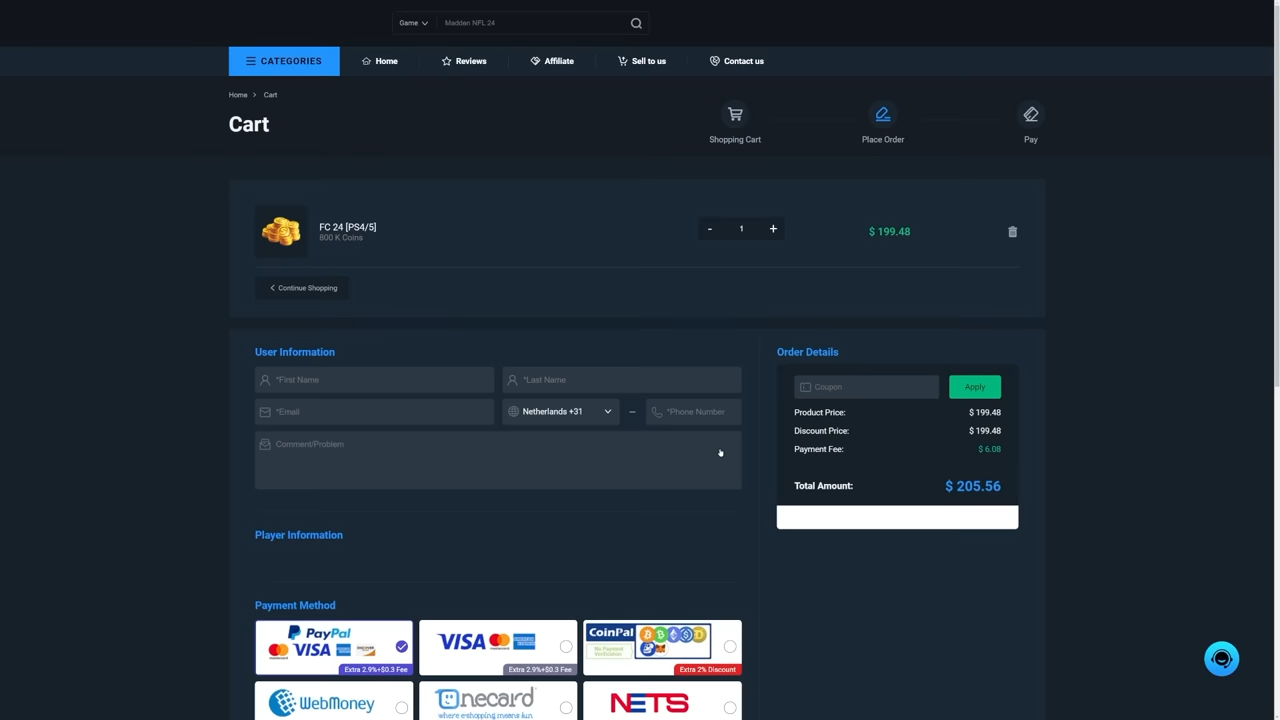 Game
Madden NFL 24
CATEGORIES
Home
Reviews
Affiliate
Sell to us
Contact us
Home > Cart
Cart
Shopping Cart
Place Order
Pay
FC 24 [PS4/5]
800 K Coins
- 1 +
$ 199.48
Continue Shopping
User Information
*First Name
*Last Name
*Email
Netherlands +31
*Phone Number
Comment/Problem
Order Details
Coupon
Apply
Product Price: $ 199.48
Discount Price: $ 199.48
Payment Fee: $ 6.08
Total Amount: $ 205.56
Player Information
Payment Method
PayPal
VISA
DISCOVER
Extra 2.9%+$0.3 Fee
VISA
Extra 2.9%+$0.3 Fee
CoinPal
No Payment
Verification
Extra 2% Discount
WebMoney
Onecard
where eshopping means fun
NETS